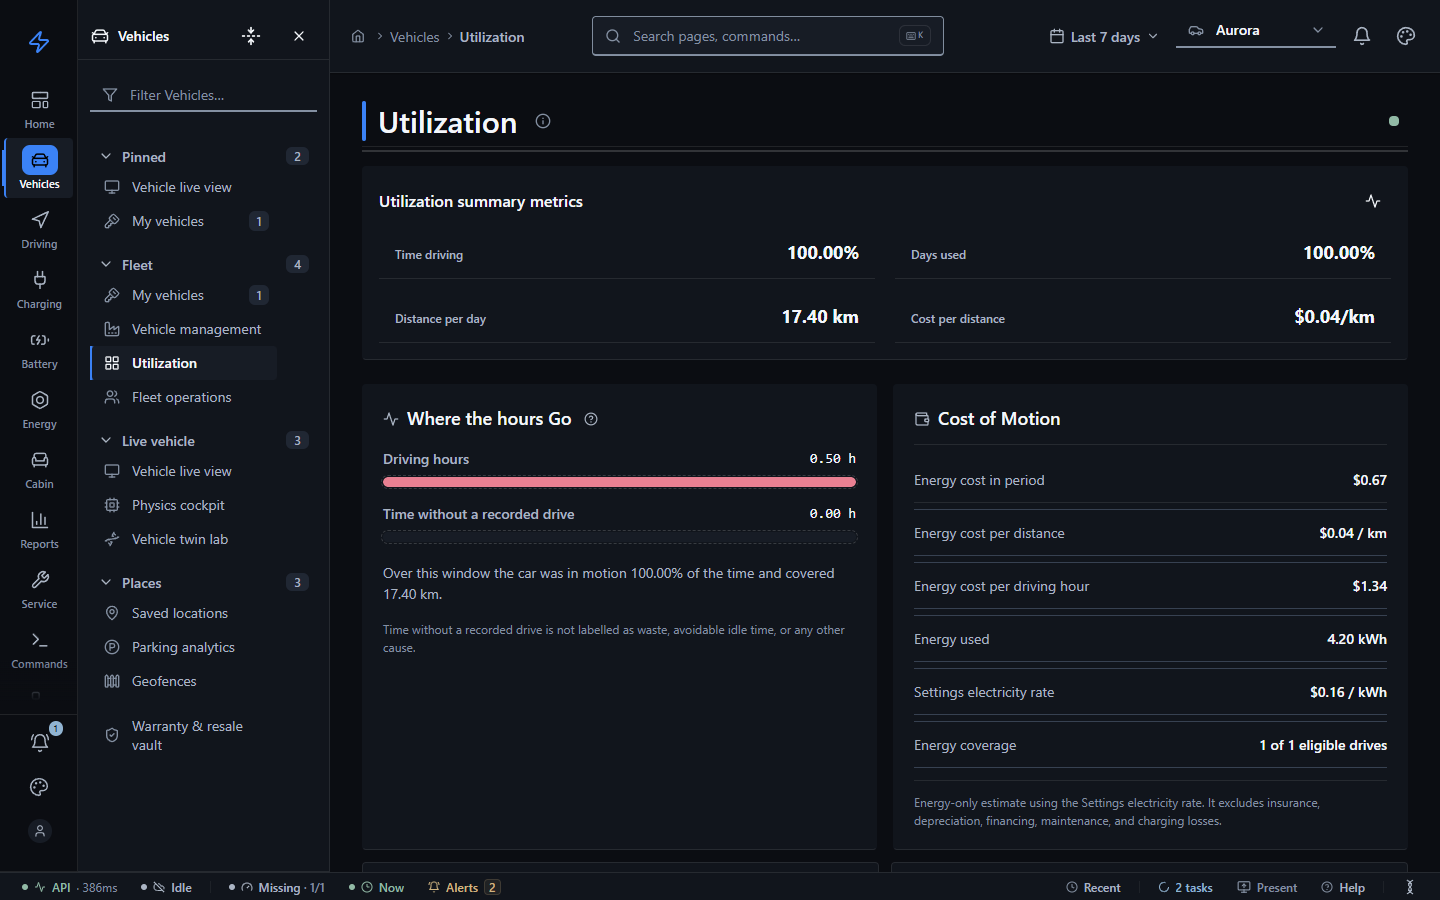 Home
Vehicles
Driving
Charging
Battery
Energy
Cabin
Reports
Service
Commands
1
Vehicles
Filter Vehicles...
Pinned 2
Vehicle live view
My vehicles 1
Fleet 4
My vehicles 1
Vehicle management
Utilization
Fleet operations
Live vehicle 3
Vehicle live view
Physics cockpit
Vehicle twin lab
Places 3
Saved locations
Parking analytics
Geofences
Warranty & resale
vault
Vehicles Utilization
Search pages, commands...
K
Last 7 days
Aurora
Utilization
Utilization summary metrics
Time driving 100.00%
Days used 100.00%
Distance per day 17.40 km
Cost per distance $0.04/km
Where the hours Go
Driving hours 0.50 h
Time without a recorded drive 0.00 h
Over this window the car was in motion 100.00% of the time and covered
17.40 km.
Time without a recorded drive is not labelled as waste, avoidable idle time, or any other
cause.
Cost of Motion
Energy cost in period $0.67
Energy cost per distance $0.04 / km
Energy cost per driving hour $1.34
Energy used 4.20 kWh
Settings electricity rate $0.16 / kWh
Energy coverage 1 of 1 eligible drives
Energy-only estimate using the Settings electricity rate. It excludes insurance,
depreciation, financing, maintenance, and charging losses.
API · 386ms
Idle
Missing · 1/1
Now
Alerts 2
Recent
2 tasks
Present
Help